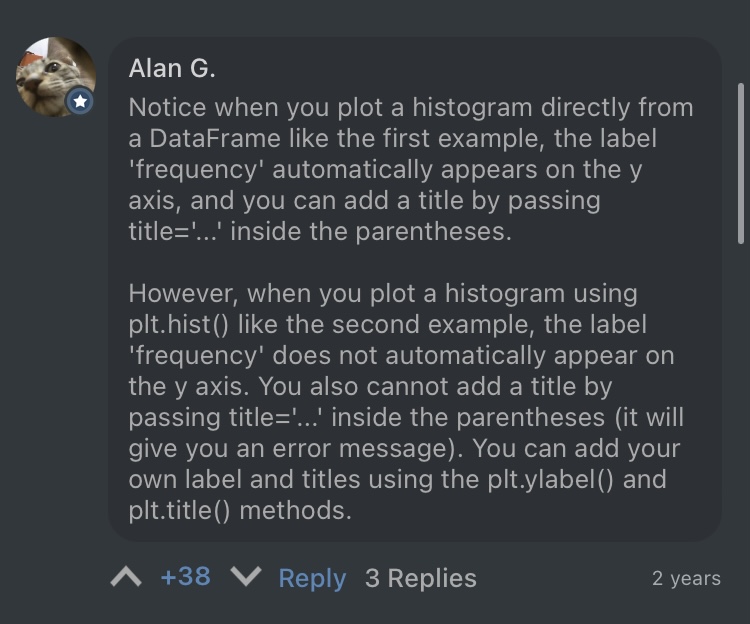 Alan G.
Notice when you plot a histogram directly from
a DataFrame like the first example, the label
'frequency' automatically appears on the y
axis, and you can add a title by passing
title='...' inside the parentheses.
However, when you plot a histogram using
plt.hist() like the second example, the label
'frequency' does not automatically appear on
the y axis. You also cannot add a title by
passing title='...' inside the parentheses (it will
give you an error message). You can add your
own label and titles using the plt.ylabel() and
plt.title() methods.
+38 Reply 3 Replies 2 years